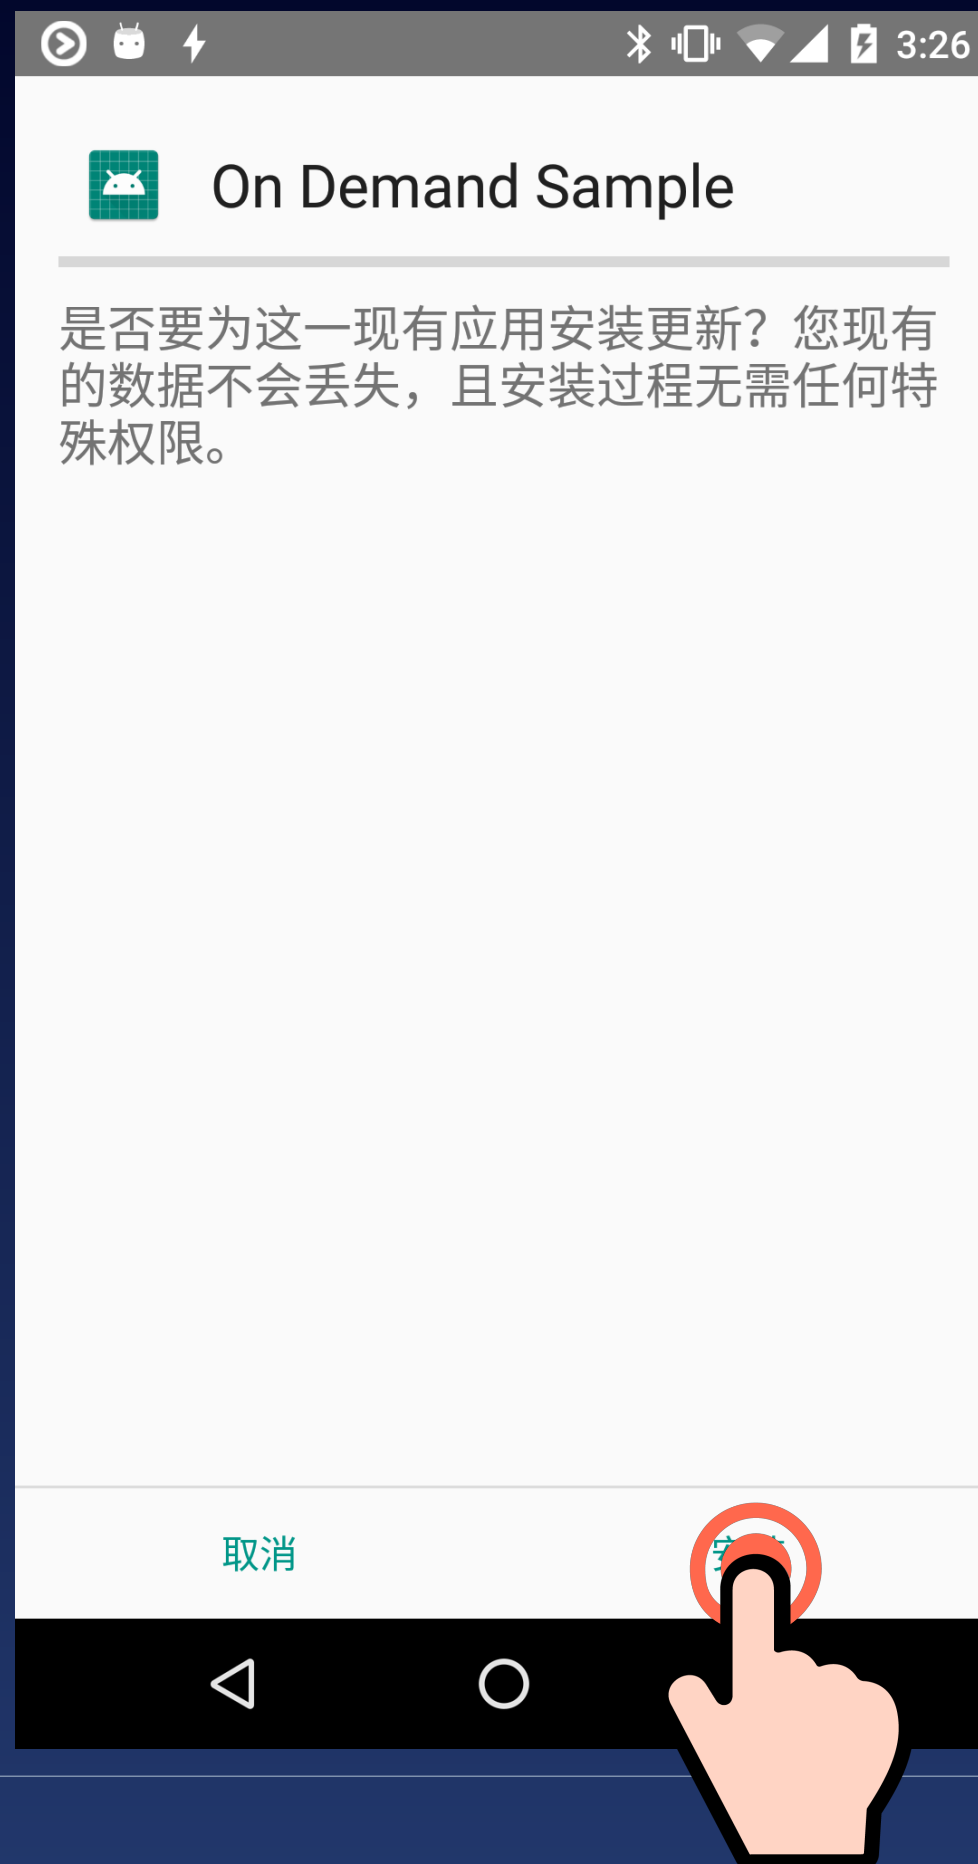 3:26
On Demand Sample
是否要为这一现有应用安装更新？您现有
的数据不会丢失，且安装过程无需任何特
殊权限。
取消